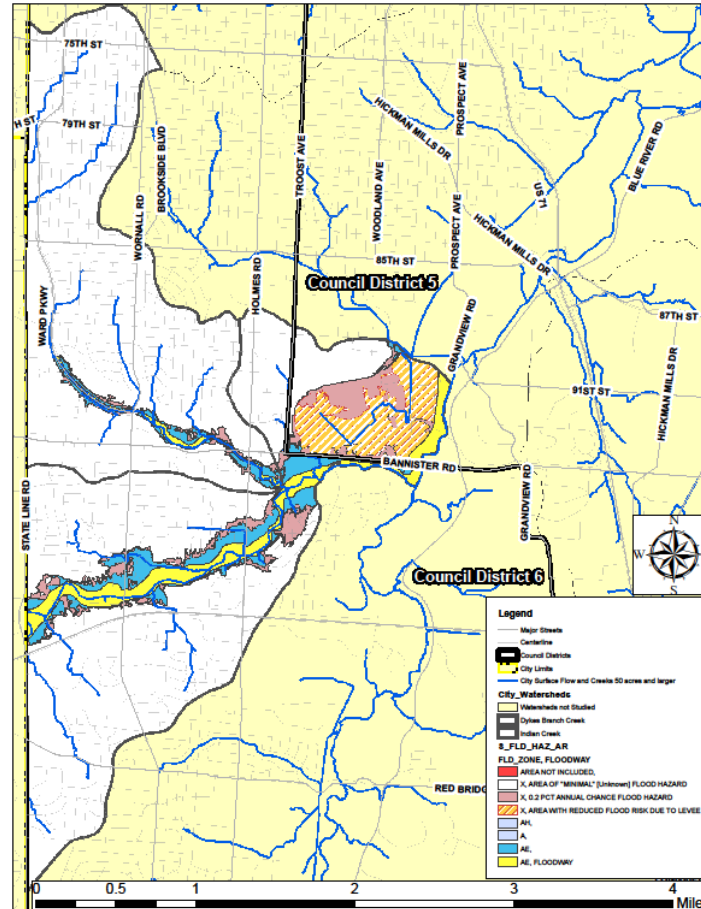 75TH ST
H ST
79TH ST
BROOKSIDE BLVD
WORNALL RD
TROOST AVE
HICKMAN MILLS DR
PROSPECT AVE
WOODLAND AVE
US 71
BLUE RIVER RD
HICKMAN MILLS DR
PROSPECT AVE
85TH ST
HOLMES RD
Council District 5
WARD PKWY
GRANDVIEW RD
87TH ST
HICKMAN MILLS DR
91ST ST
BANNISTER RD
STATE LINE RD
GRANDVIEW RD
N
W
S
Council District 6
RED BRIDG
Legend
Major Streets
Centerline
Council Districts
City Limits
City Surface Flow and Creeks 50 acres and larger
City_Watersheds
Watersheds not Studied
Dykes Branch Creek
Indian Creek
S_FLD_HAZ_AR
FLD_ZONE, FLOODWAY
AREA NOT INCLUDED,
X, AREA OF "MINIMAL" [Unknown] FLOOD HAZARD
X, 0.2 PCT ANNUAL CHANCE FLOOD HAZARD
X, AREA WITH REDUCED FLOOD RISK DUE TO LEVEE
AH,
A,
AE,
AE, FLOODWAY
0 0.5 1 2 3 4
Mile